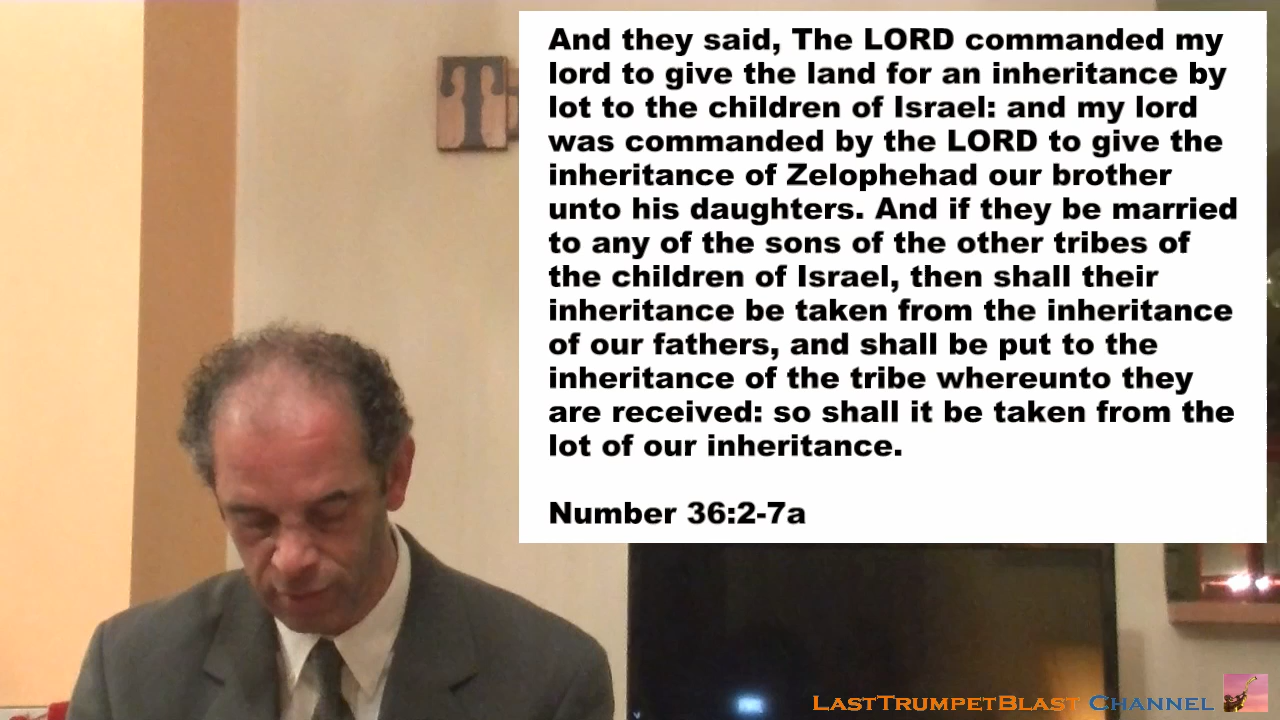 And they said, The LORD commanded my
lord to give the land for an inheritance by
lot to the children of Israel: and my lord
was commanded by the LORD to give the
inheritance of Zelophehad our brother
unto his daughters. And if they be married
to any of the sons of the other tribes of
the children of Israel, then shall their
inheritance be taken from the inheritance
of our fathers, and shall be put to the
inheritance of the tribe whereunto they
are received: so shall it be taken from the
lot of our inheritance.
Number 36:2-7a
T
LASTTRUMPETBLAST CHANNEL